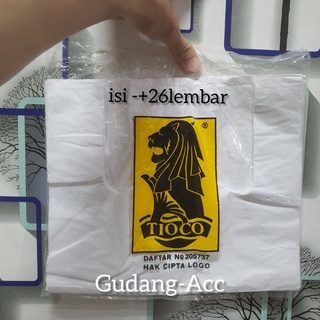 isi -+26lembar
®
TIOCO
DAFTAR No 205737
HAK CIPTA LOGO
Gudang-Acc